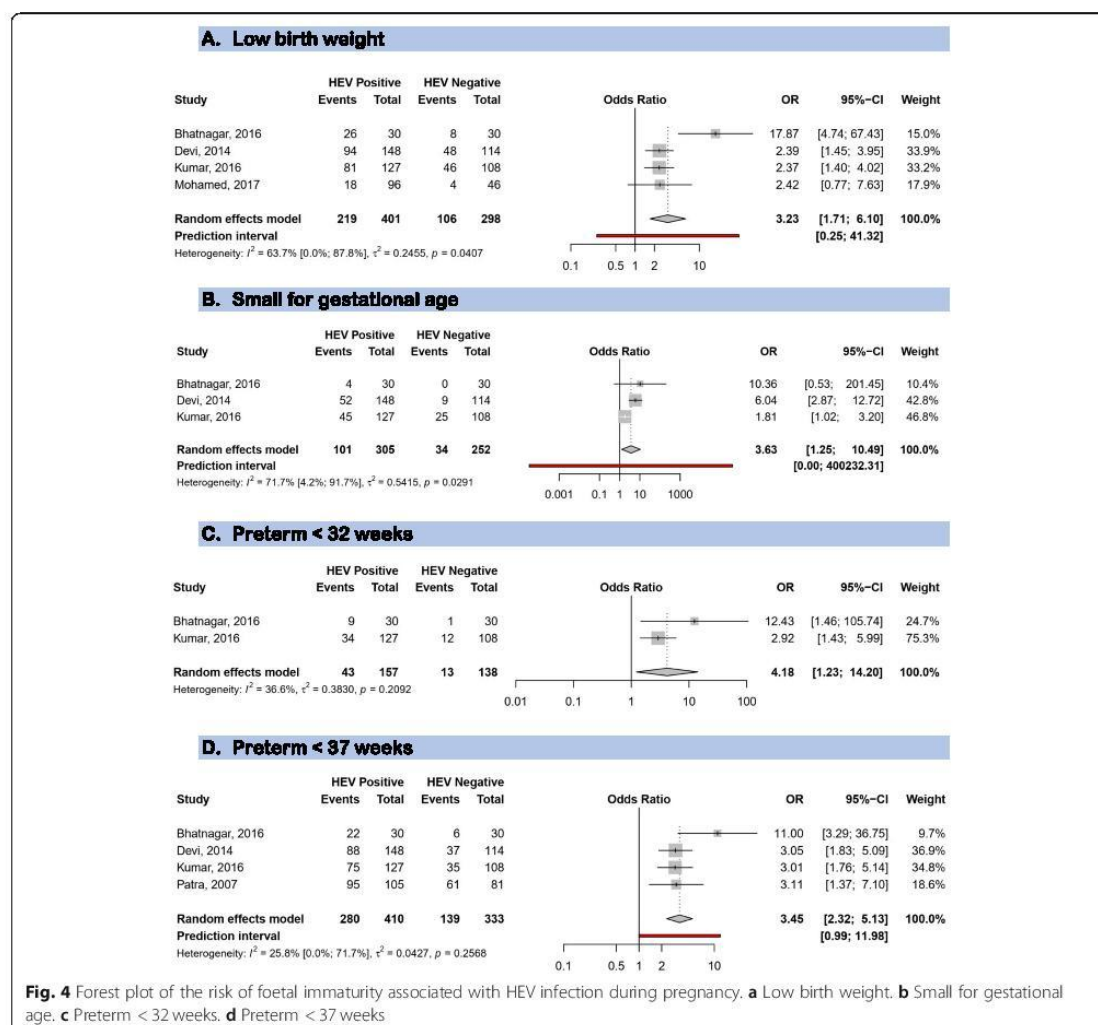 A. Low birth weight
HEV Positive HEV Negative
Study Events Total Events Total Odds Ratio OR 95%-CI Weight
Bhatnagar, 2016 26 30 8 30 17.87 [4.74; 67.43] 15.0%
Devi, 2014 94 148 48 114 2.39 [1.45; 3.95] 33.9%
Kumar, 2016 81 127 46 108 2.37 [1.40; 4.02] 33.2%
Mohamed, 2017 18 96 4 46 2.42 [0.77; 7.63] 17.9%
Random effects model 219 401 106 298 3.23 [1.71; 6.10] 100.0%
Prediction interval [0.25; 41.32]
Heterogeneity: I² = 63.7% [0.0%; 87.8%], τ² = 0.2455, p = 0.0407
0.1 0.5 1 2 10
B. Small for gestational age
HEV Positive HEV Negative
Study Events Total Events Total Odds Ratio OR 95%-CI Weight
Bhatnagar, 2016 4 30 0 30 10.36 [0.53; 201.45] 10.4%
Devi, 2014 52 148 9 114 6.04 [2.87; 12.72] 42.8%
Kumar, 2016 45 127 25 108 1.81 [1.02; 3.20] 46.8%
Random effects model 101 305 34 252 3.63 [1.25; 10.49] 100.0%
Prediction interval [0.00; 400232.31]
Heterogeneity: I² = 71.7% [4.2%; 91.7%], τ² = 0.5415, p = 0.0291
0.001 0.1 1 10 1000
C. Preterm < 32 weeks
HEV Positive HEV Negative
Study Events Total Events Total Odds Ratio OR 95%-CI Weight
Bhatnagar, 2016 9 30 1 30 12.43 [1.46; 105.74] 24.7%
Kumar, 2016 34 127 12 108 2.92 [1.43; 5.99] 75.3%
Random effects model 43 157 13 138 4.18 [1.23; 14.20] 100.0%
Heterogeneity: I² = 36.6%, τ² = 0.3830, p = 0.2092
0.01 0.1 1 10 100
D. Preterm < 37 weeks
HEV Positive HEV Negative
Study Events Total Events Total Odds Ratio OR 95%-CI Weight
Bhatnagar, 2016 22 30 6 30 11.00 [3.29; 36.75] 9.7%
Devi, 2014 88 148 37 114 3.05 [1.83; 5.09] 36.9%
Kumar, 2016 75 127 35 108 3.01 [1.76; 5.14] 34.8%
Patra, 2007 95 105 61 81 3.11 [1.37; 7.10] 18.6%
Random effects model 280 410 139 333 3.45 [2.32; 5.13] 100.0%
Prediction interval [0.99; 11.98]
Heterogeneity: I² = 25.8% [0.0%; 71.7%], τ² = 0.0427, p = 0.2568
0.1 0.5 1 2 10
Fig. 4 Forest plot of the risk of foetal immaturity associated with HEV infection during pregnancy. a Low birth weight. b Small for gestational
age. c Preterm < 32 weeks. d Preterm < 37 weeks